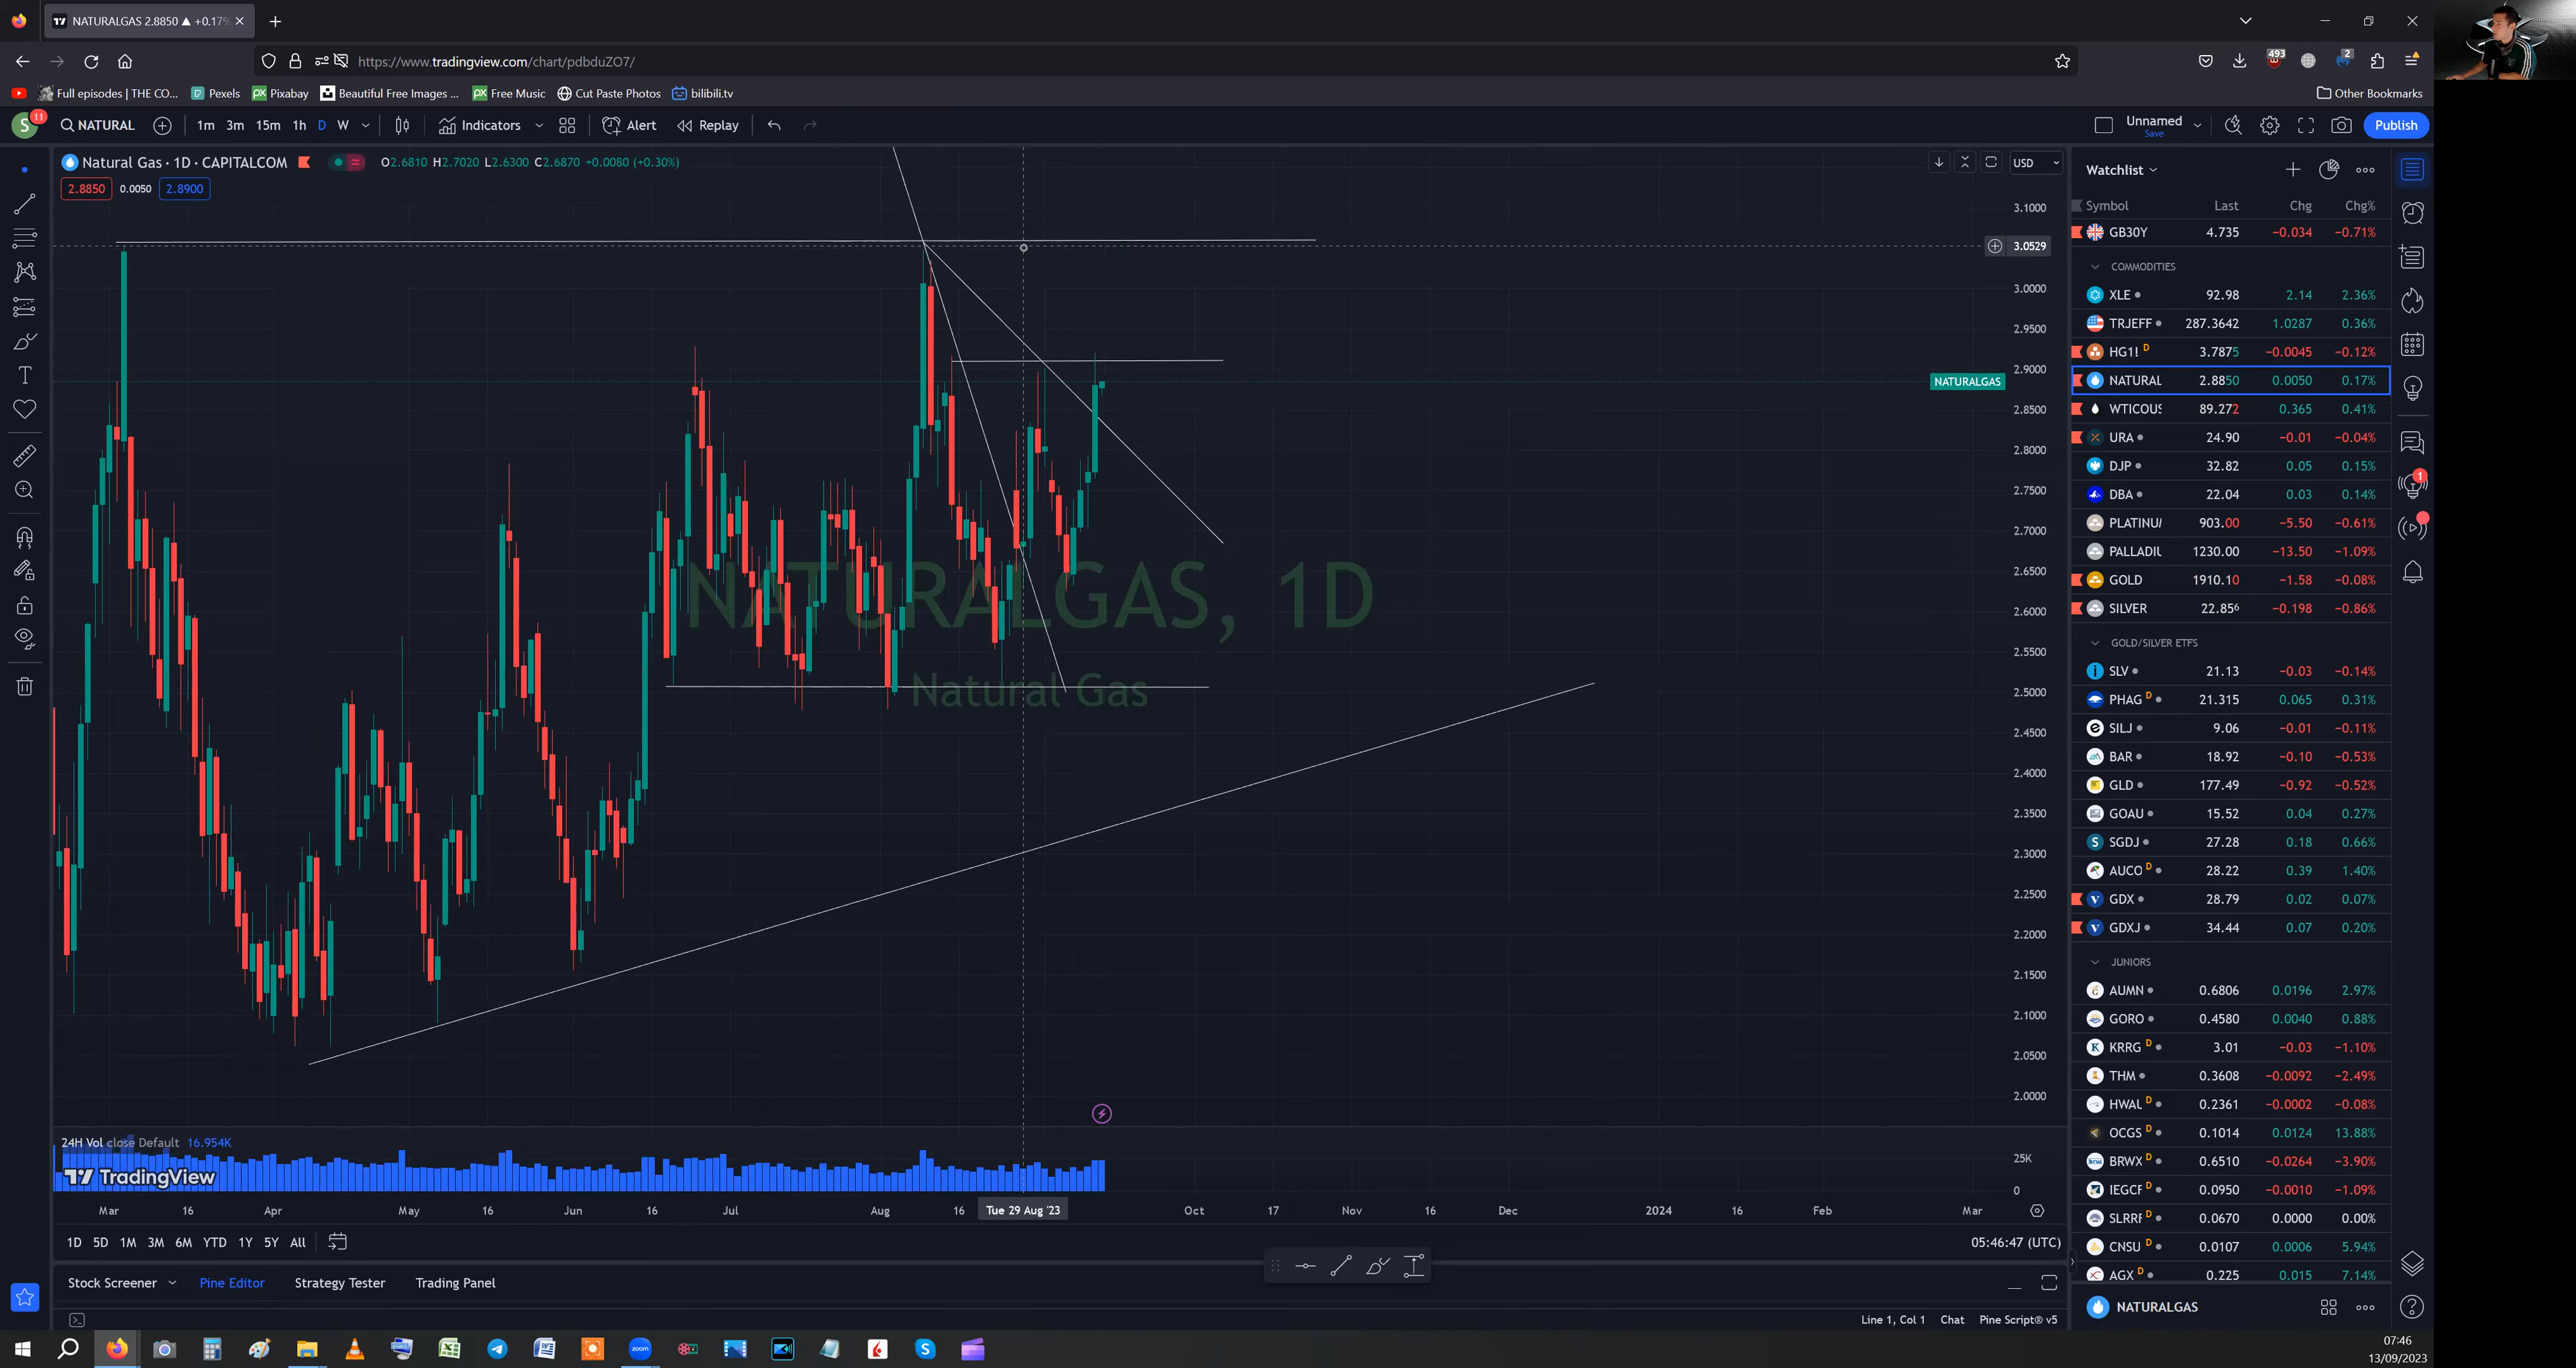 NATURALGAS 2.8850 ▲ +0.17%
https://www.tradingview.com/chart/pdbduZO7/
493
2
Full episodes | THE CO... Pexels Pixabay Beautiful Free Images ... Free Music Cut Paste Photos bilibili.tv Other Bookmarks
S 11 NATURAL 1m 3m 15m 1h D W Indicators Alert Replay Unnamed Save Publish
Natural Gas · 1D · CAPITALCOM O2.6810 H2.7020 L2.6300 C2.6870 +0.0080 (+0.30%) USD
2.8850 0.0050 2.8900
3.1000
3.0529
3.0000
2.9500
2.9000
NATURALGAS
2.8500
2.8000
2.7500
2.7000
2.6500
2.6000
2.5500
2.5000
2.4500
2.4000
2.3500
2.3000
2.2500
2.2000
2.1500
2.1000
2.0500
2.0000
NATURALGAS, 1D
Natural Gas
24H Vol close Default 16.954K
25K
0
TradingView
Mar 16 Apr May 16 Jun 16 Jul Aug 16 Tue 29 Aug '23 Oct 17 Nov 16 Dec 2024 16 Feb Mar
1D 5D 1M 3M 6M YTD 1Y 5Y All 05:46:47 (UTC)
Stock Screener Pine Editor Strategy Tester Trading Panel
Line 1, Col 1 Chat Pine Script® v5
Watchlist
Symbol Last Chg Chg%
GB30Y 4.735 −0.034 −0.71%
COMMODITIES
XLE 92.98 2.14 2.36%
TRJEFF 287.3642 1.0287 0.36%
HG1! D 3.7875 −0.0045 −0.12%
NATURAL 2.8850 0.0050 0.17%
WTICOUS 89.272 0.365 0.41%
URA 24.90 −0.01 −0.04%
DJP 32.82 0.05 0.15%
DBA 22.04 0.03 0.14%
PLATINU 903.00 −5.50 −0.61%
PALLADIU 1230.00 −13.50 −1.09%
GOLD 1910.10 −1.58 −0.08%
SILVER 22.856 −0.198 −0.86%
GOLD/SILVER ETFS
SLV 21.13 −0.03 −0.14%
PHAG D 21.315 0.065 0.31%
SILJ 9.06 −0.01 −0.11%
BAR 18.92 −0.10 −0.53%
GLD 177.49 −0.92 −0.52%
GOAU 15.52 0.04 0.27%
SGDJ 27.28 0.18 0.66%
AUCO D 28.22 0.39 1.40%
GDX 28.79 0.02 0.07%
GDXJ 34.44 0.07 0.20%
JUNIORS
AUMN 0.6806 0.0196 2.97%
GORO 0.4580 0.0040 0.88%
KRRG D 3.01 −0.03 −1.10%
THM 0.3608 −0.0092 −2.49%
HWAU D 0.2361 −0.0002 −0.08%
OCGS D 0.1014 0.0124 13.88%
BRWX D 0.6510 −0.0264 −3.90%
IEGCF D 0.0950 −0.0010 −1.09%
SLRRF D 0.0670 0.0000 0.00%
CNSU D 0.0107 0.0006 5.94%
AGX D 0.225 0.015 7.14%
NATURALGAS
1
zoom
07:46
13/09/2023